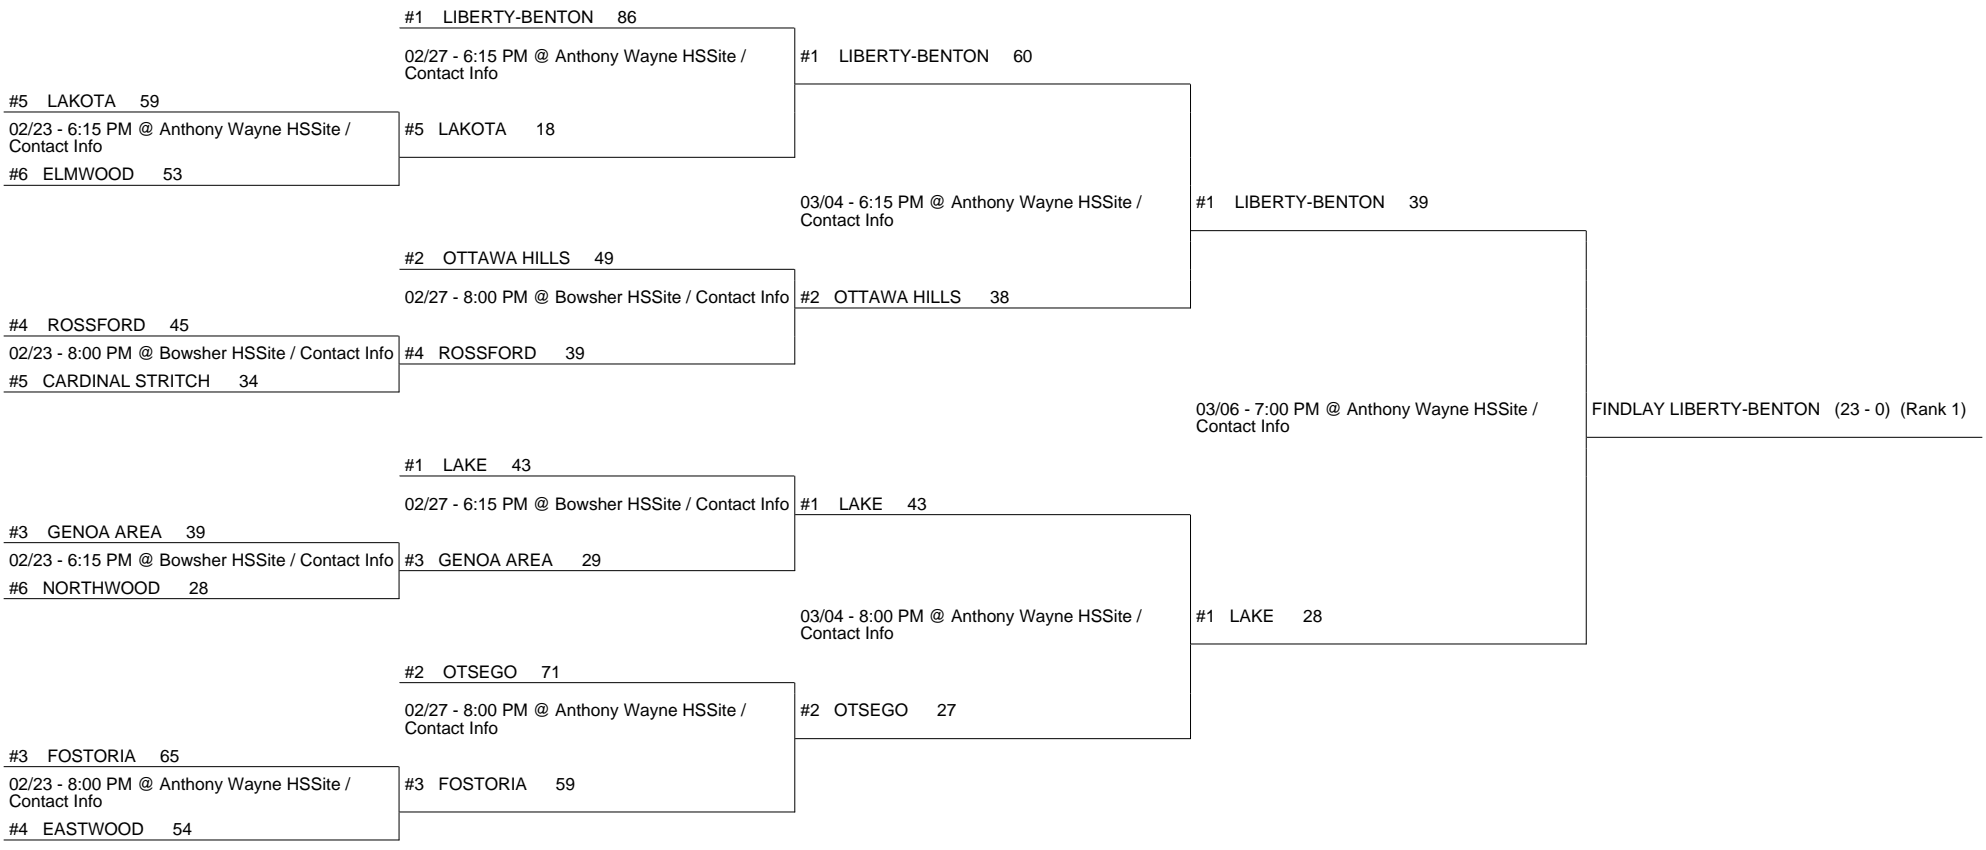 #1 LIBERTY-BENTON 86
02/27 - 6:15 PM @ Anthony Wayne HSSite /
Contact Info
#5 LAKOTA 59
02/23 - 6:15 PM @ Anthony Wayne HSSite /
Contact Info
#6 ELMWOOD 53
#5 LAKOTA 18
#1 LIBERTY-BENTON 60
03/04 - 6:15 PM @ Anthony Wayne HSSite /
Contact Info
#2 OTTAWA HILLS 49
02/27 - 8:00 PM @ Bowsher HSSite / Contact Info
#4 ROSSFORD 45
02/23 - 8:00 PM @ Bowsher HSSite / Contact Info
#5 CARDINAL STRITCH 34
#4 ROSSFORD 39
#2 OTTAWA HILLS 38
#1 LIBERTY-BENTON 39
03/06 - 7:00 PM @ Anthony Wayne HSSite /
Contact Info
FINDLAY LIBERTY-BENTON (23 - 0) (Rank 1)
#1 LAKE 43
02/27 - 6:15 PM @ Bowsher HSSite / Contact Info
#3 GENOA AREA 39
02/23 - 6:15 PM @ Bowsher HSSite / Contact Info
#6 NORTHWOOD 28
#3 GENOA AREA 29
#1 LAKE 43
03/04 - 8:00 PM @ Anthony Wayne HSSite /
Contact Info
#1 LAKE 28
#2 OTSEGO 71
02/27 - 8:00 PM @ Anthony Wayne HSSite /
Contact Info
#2 OTSEGO 27
#3 FOSTORIA 65
02/23 - 8:00 PM @ Anthony Wayne HSSite /
Contact Info
#4 EASTWOOD 54
#3 FOSTORIA 59